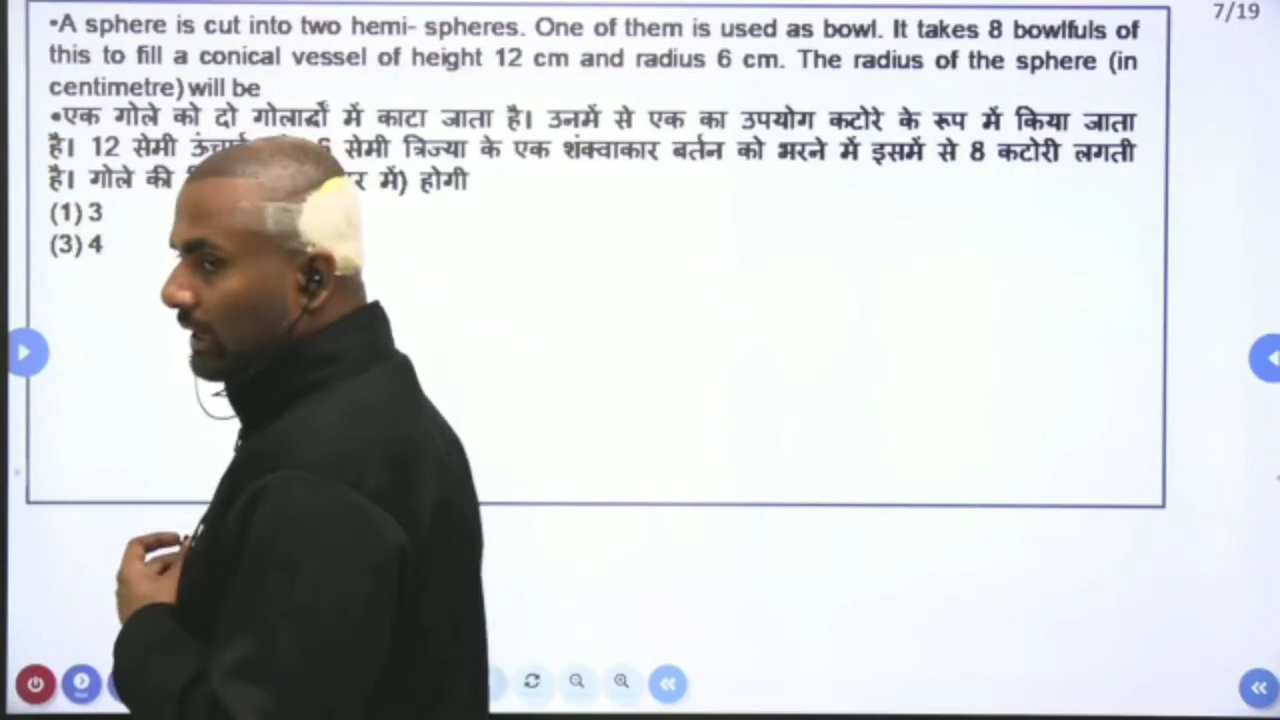 7/19
•A sphere is cut into two hemi- spheres. One of them is used as bowl. It takes 8 bowlfuls of
this to fill a conical vessel of height 12 cm and radius 6 cm. The radius of the sphere (in
centimetre) will be
•एक गोले को दो गोलार्द्धों में काटा जाता है। उनमें से एक का उपयोग कटोरे के रूप में किया जाता
है। 12 सेमी सेमी त्रिज्या के एक शंक्वाकार बर्तन को भरने में इसमें से 8 कटोरी लगती
है। गोले की में) होगी
(1) 3
(3) 4